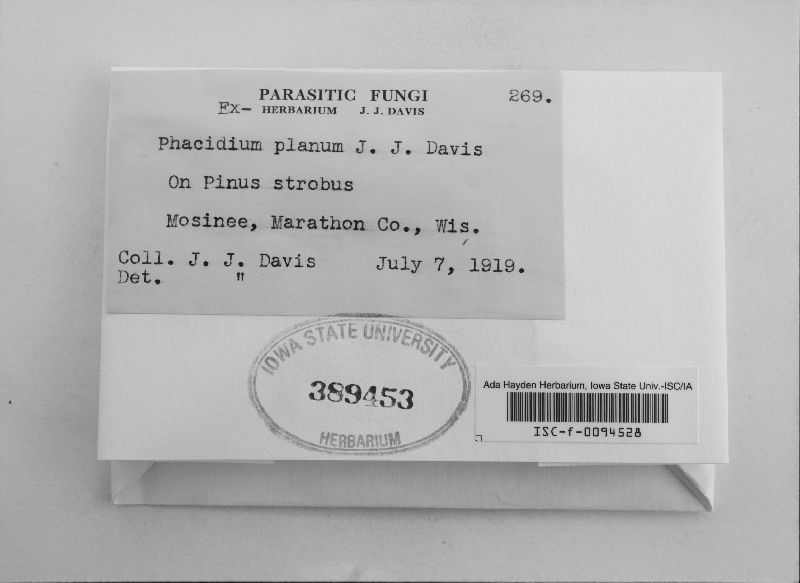 PARASITIC FUNGI 269.
Ex- HERBARIUM J. J. DAVIS
Phacidium planum J. J. Davis
On Pinus strobus
Mosinee, Marathon Co., Wis.
Coll. J. J. Davis July 7, 1919.
Det. "
IOWA STATE UNIVERSITY
389453
HERBARIUM
Ada Hayden Herbarium, Iowa State Univ.-ISC/IA
ISC-f-0094528